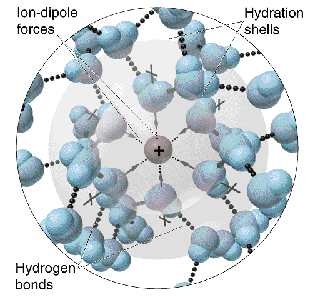 Ion-dipole
forces
Hydration
shells
+
Hydrogen
bonds